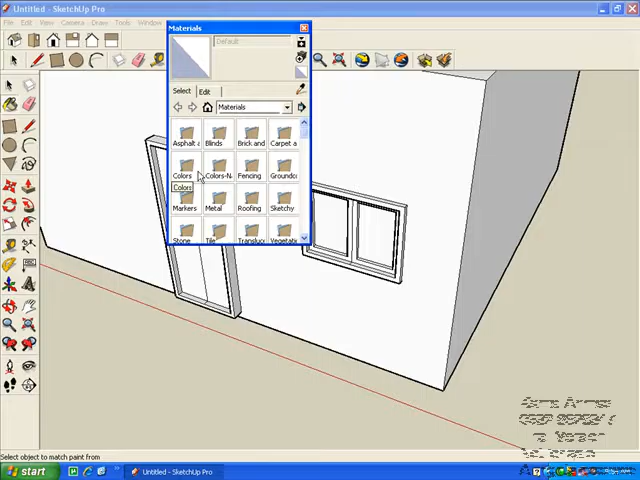 Untitled - SketchUp Pro
File Edit View Camera Draw Tools Window
Materials
Default
Select Edit
Materials
Asphalt a Blinds Brick and Carpet a
Colors Colors-N Fencing Groundc
Colors
Markers Metal Roofing Sketchy
Stone Tile Transluc Vegetati
Select object to match paint from
start
Untitled - SketchUp Pro